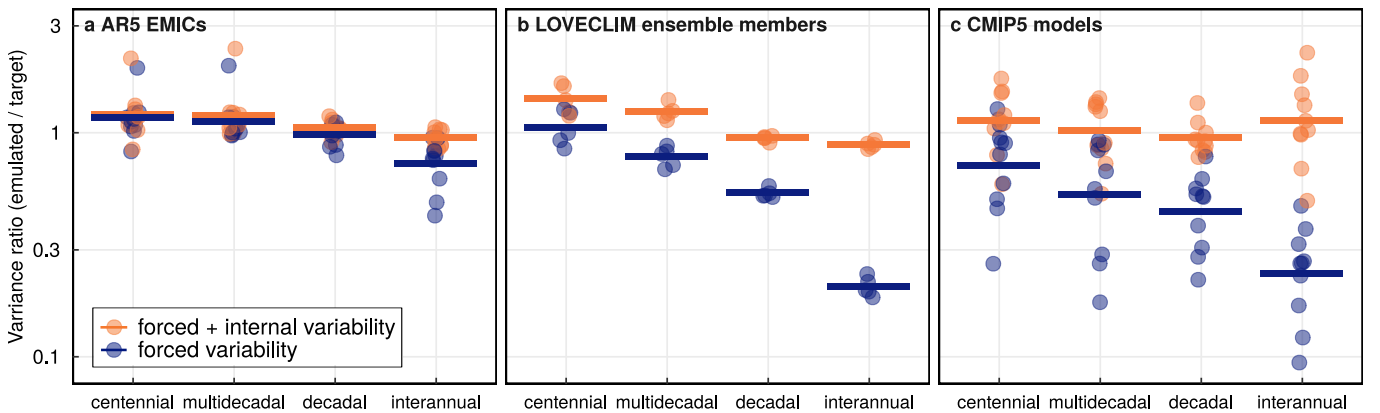 a AR5 EMICs
b LOVECLIM ensemble members
c CMIP5 models
Varriance ratio (emulated / target)
3
1
0.3
0.1
forced + internal variability
forced variability
centennial multidecadal decadal interannual
centennial multidecadal decadal interannual
centennial multidecadal decadal interannual